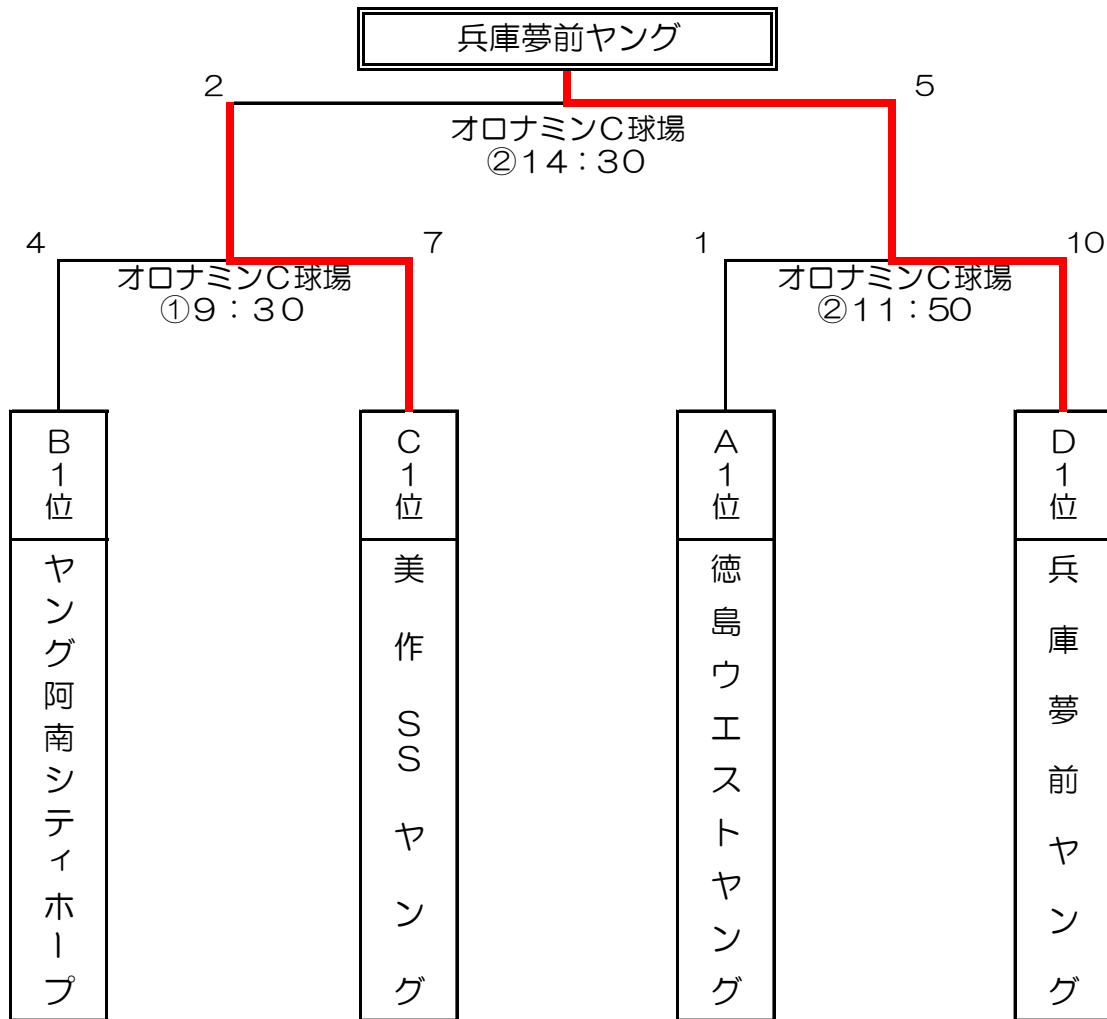 兵庫夢前ヤング
2
5
オロナミンC球場
②14：30
4
7
1
10
オロナミンC球場
①9：30
オロナミンC球場
②11：50
B1位
C1位
A1位
D1位
ヤング阿南シティホープ
美作SSヤング
徳島ウエストヤング
兵庫夢前ヤング